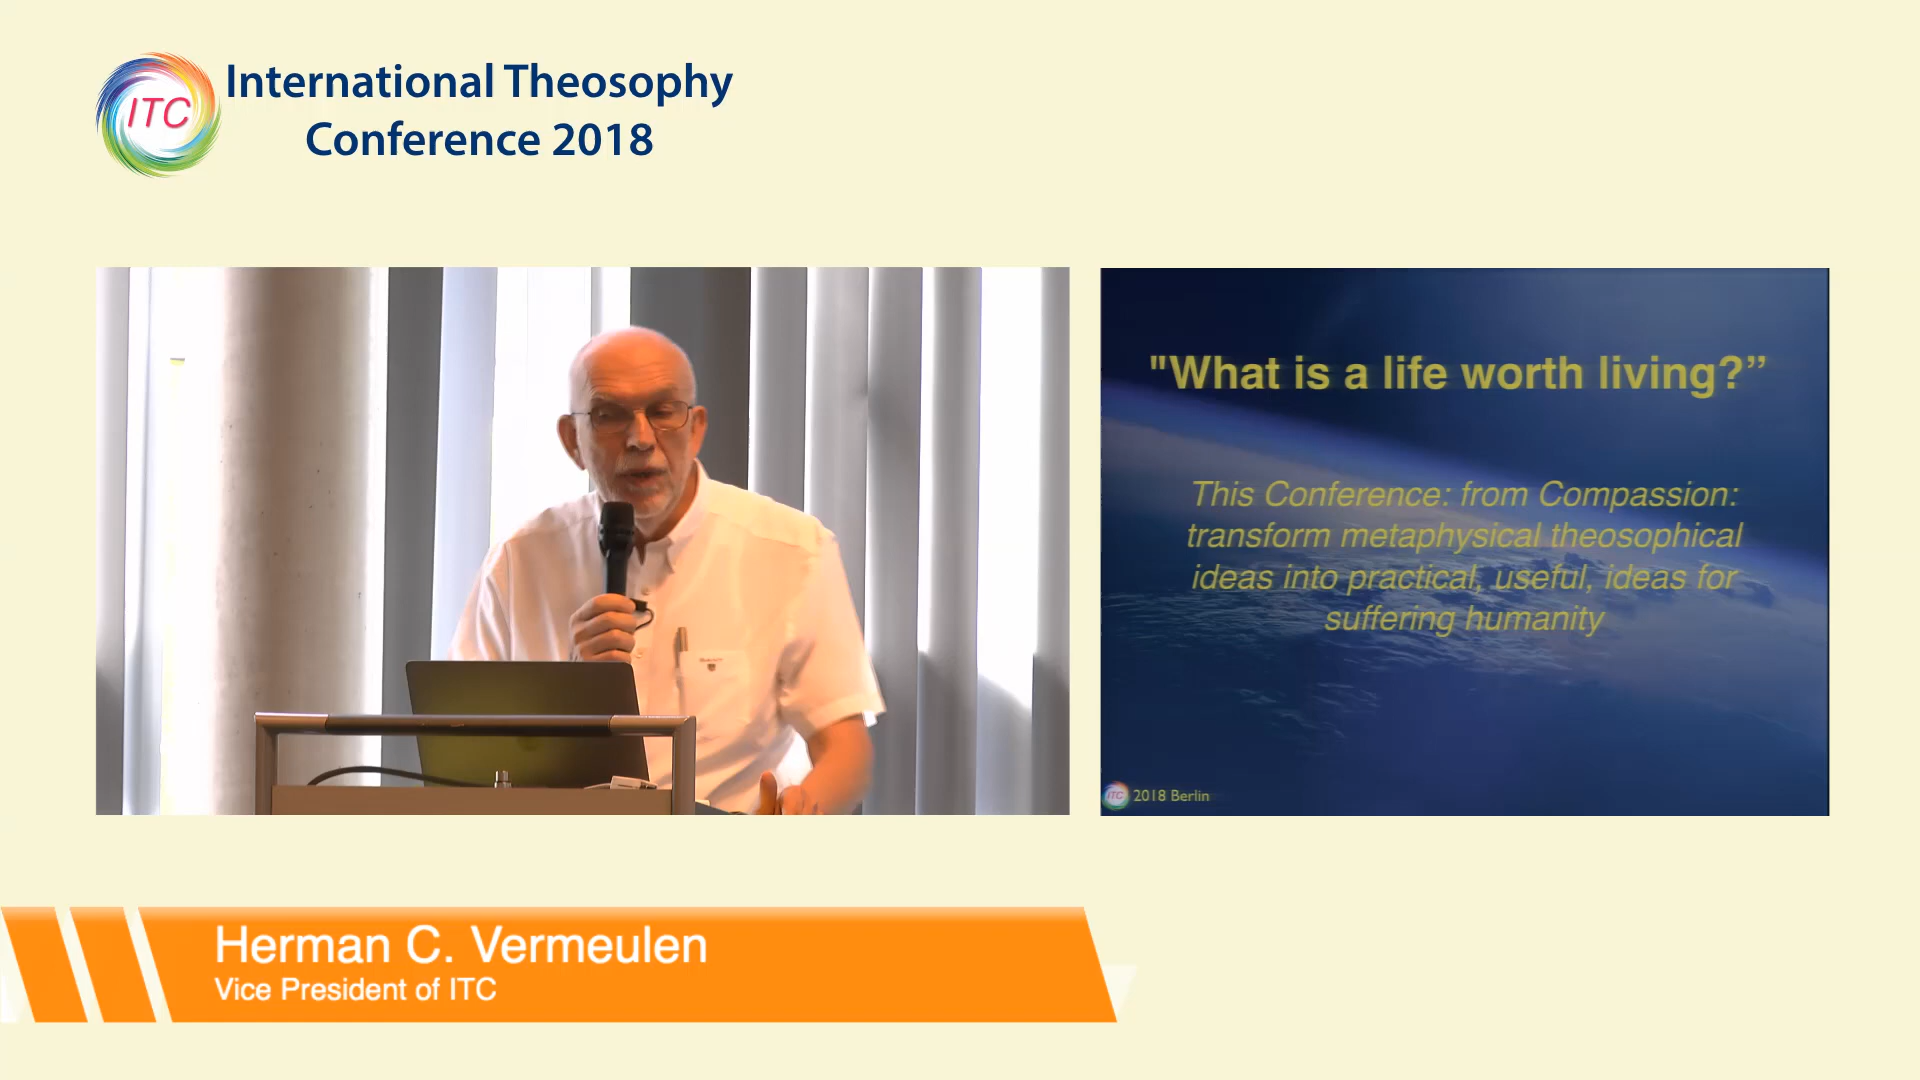 ITC
International Theosophy
Conference 2018
"What is a life worth living?”
This Conference: from Compassion:
transform metaphysical theosophical
ideas into practical, useful, ideas for
suffering humanity
ITC 2018 Berlin
Herman C. Vermeulen
Vice President of ITC